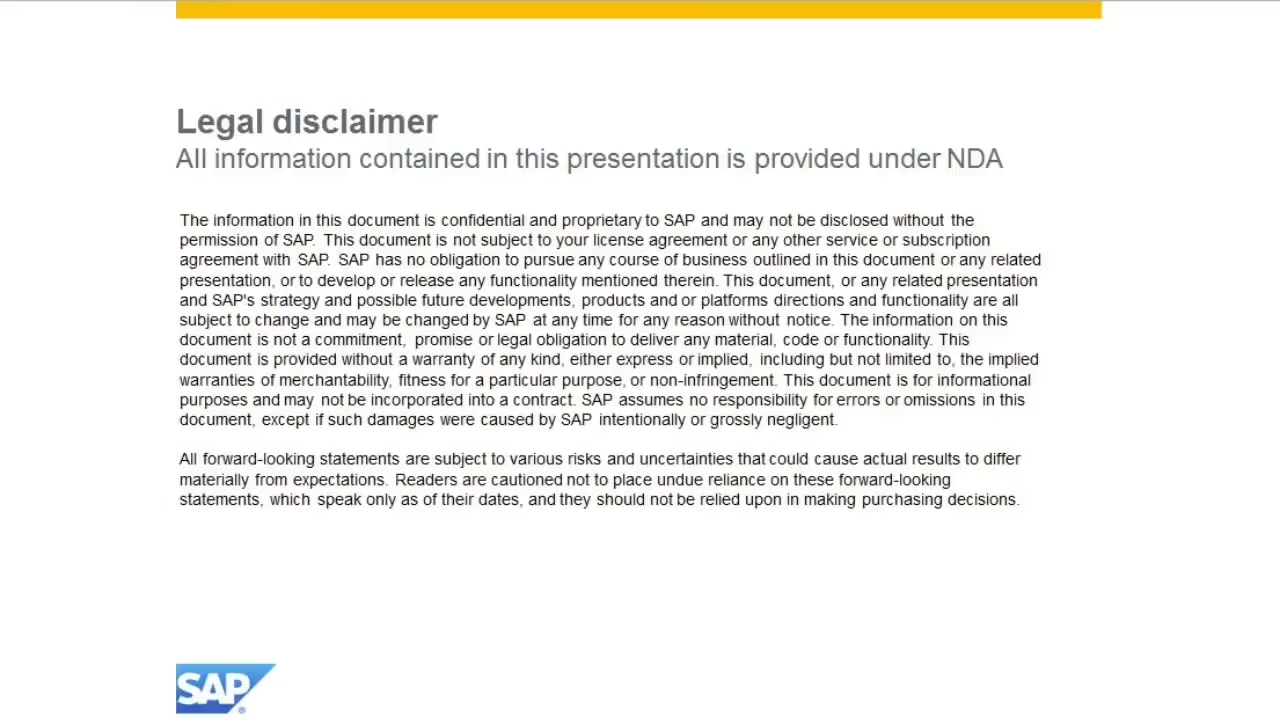 Legal disclaimer
All information contained in this presentation is provided under NDA
The information in this document is confidential and proprietary to SAP and may not be disclosed without the
permission of SAP. This document is not subject to your license agreement or any other service or subscription
agreement with SAP. SAP has no obligation to pursue any course of business outlined in this document or any related
presentation, or to develop or release any functionality mentioned therein. This document, or any related presentation
and SAP's strategy and possible future developments, products and or platforms directions and functionality are all
subject to change and may be changed by SAP at any time for any reason without notice. The information on this
document is not a commitment, promise or legal obligation to deliver any material, code or functionality. This
document is provided without a warranty of any kind, either express or implied, including but not limited to, the implied
warranties of merchantability, fitness for a particular purpose, or non-infringement. This document is for informational
purposes and may not be incorporated into a contract. SAP assumes no responsibility for errors or omissions in this
document, except if such damages were caused by SAP intentionally or grossly negligent.
All forward-looking statements are subject to various risks and uncertainties that could cause actual results to differ
materially from expectations. Readers are cautioned not to place undue reliance on these forward-looking
statements, which speak only as of their dates, and they should not be relied upon in making purchasing decisions.
SAP®